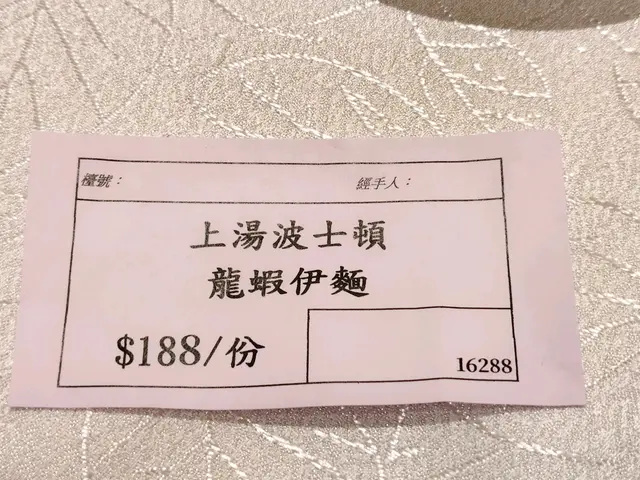 檯號： 經手人：
上湯波士頓
龍蝦伊麵
$188/份
16288